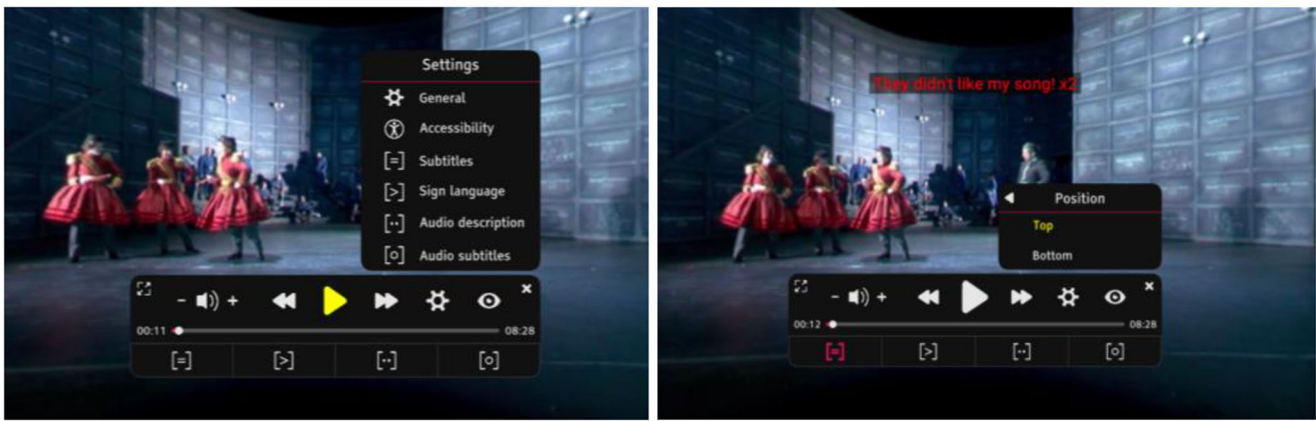 Settings
General
Accessibility
[=] Subtitles
[>] Sign language
[··] Audio description
[o] Audio subtitles
- +
00:11 08:28
[=] [>] [··] [o]
They didn't like my song! x2
Position
Top
Bottom
- +
00:12 08:28
[=] [>] [··] [o]